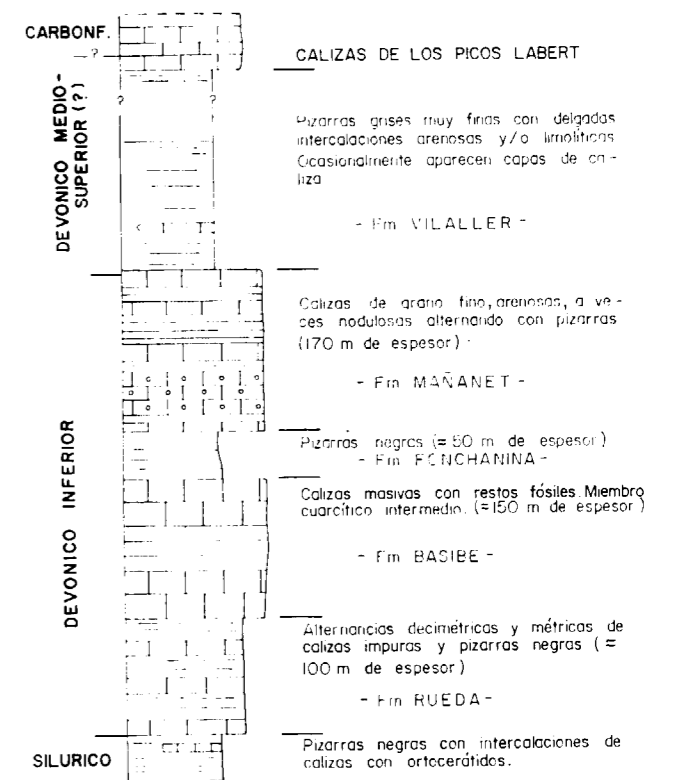 CARBONF.
— ? —
CALIZAS DE LOS PICOS LABERT
?
?
DEVONICO MEDIO-
SUPERIOR (?)
Pizarras grises muy finas con delgadas
intercalaciones arenosas y/o limolíticas
Ocasionalmente aparecen capas de ca-
liza
- Fm VILALLER -
Calizas de grano fino, arenosas, a ve-
ces nodulosas alternando con pizarras
(170 m de espesor) -
- Fm MAÑANET -
DEVONICO INFERIOR
Pizarras negras (= 50 m de espesor)
- Fm FONCHANINA -
Calizas masivas con restos fósiles. Miembro
cuarcítico intermedio. (=150 m de espesor)
- Fm BASIBE -
Alternancias decimétricas y métricas de
calizas impuras y pizarras negras (=
100 m de espesor)
- Fm RUEDA -
SILURICO
Pizarras negras con intercalaciones de
calizas con ortocerátidos.